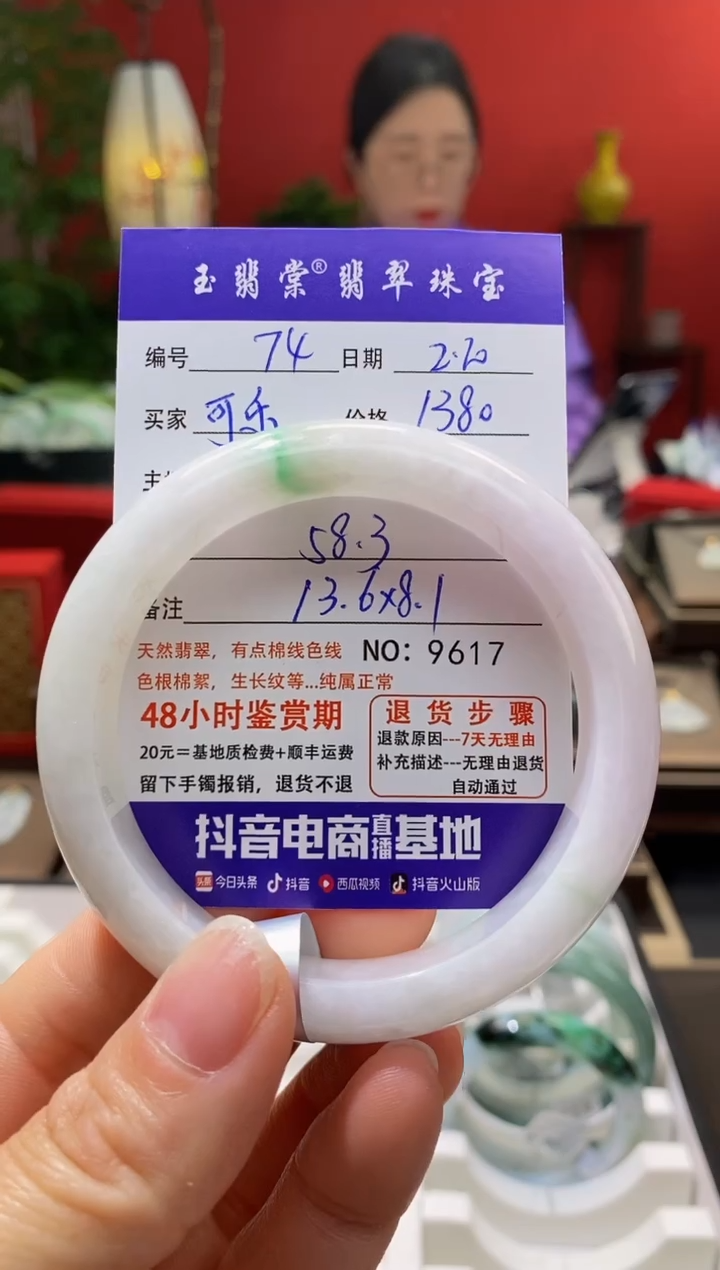 玉翡棠®翡翠珠宝
编号 74 日期 2.20
买家 可乐 价格 1380
58.3
备注 13.6x8.1
天然翡翠，有点棉线色线 NO: 9617
色根棉絮，生长纹等...纯属正常
48小时鉴赏期
20元=基地质检费+顺丰运费
留下手镯报销，退货不退
退货步骤
退款原因---7天无理由
补充描述---无理由退货
自动通过
抖音电商直播基地
头条 今日头条 抖音 西瓜视频 抖音火山版